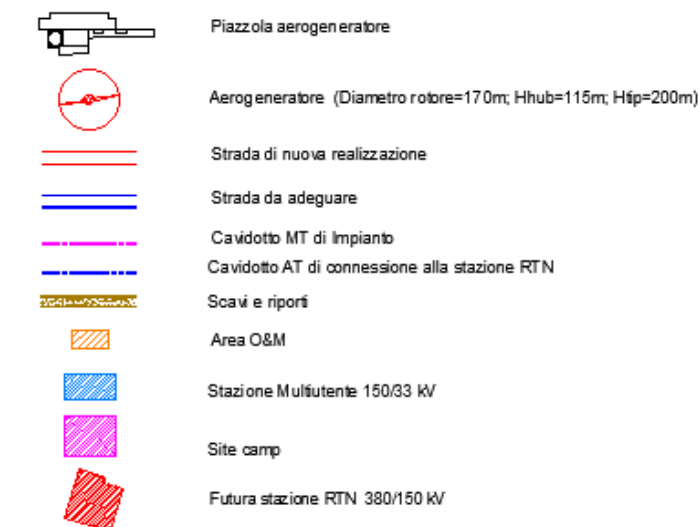 Piazzola aerogeneratore
Aerogeneratore (Diametro rotore=170m; Hhub=115m; Htip=200m)
Strada di nuova realizzazione
Strada da adeguare
Cavidotto MT di Impianto
Cavidotto AT di connessione alla stazione RTN
Scavi e riporti
Area O&M
Stazione Multiutente 150/33 kV
Site camp
Futura stazione RTN 380/150 kV